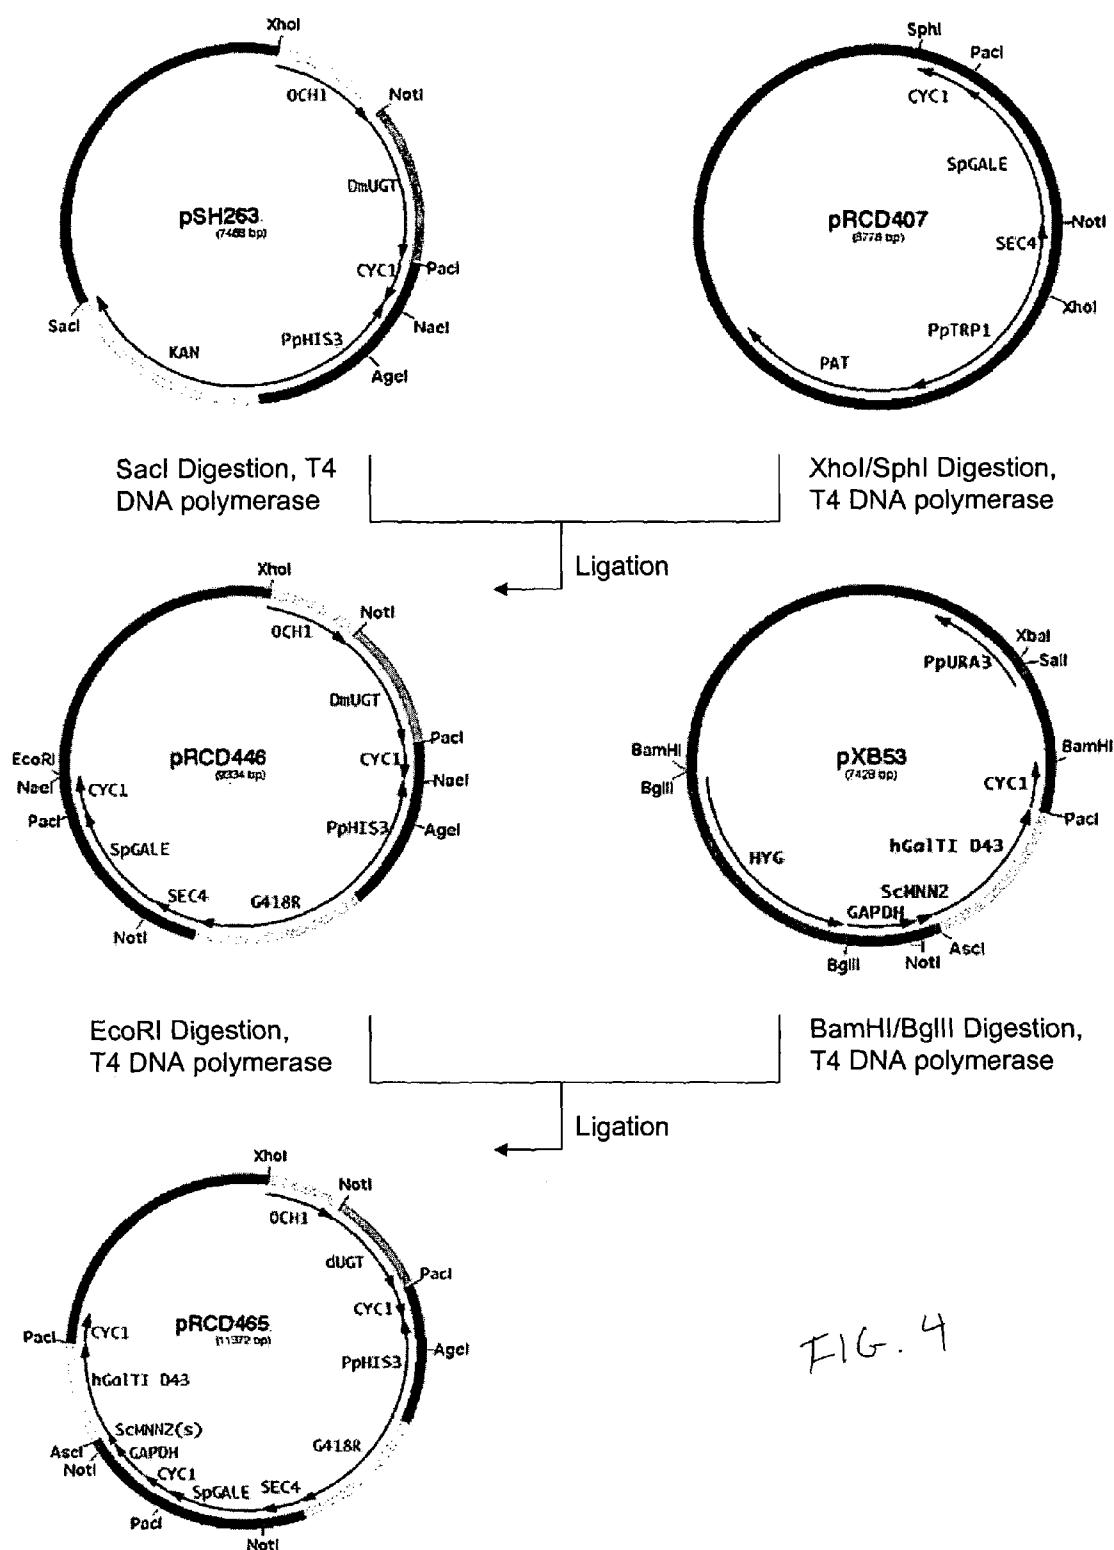 XhoI
OCH1
NotI
DmUGT
pSH263
CYC1
PacI
NaeI
PpHIS3
AgeI
KAN
SacI
SphI
PacI
CYC1
SpGALE
pRCD407
NotI
SEC4
XhoI
PpTRP1
PAT
SacI Digestion, T4
DNA polymerase
XhoI/SphI Digestion,
T4 DNA polymerase
Ligation
XhoI
OCH1
NotI
DmUGT
pRCD446
(9334 bp)
PacI
CYC1
NaeI
PpHIS3
AgeI
G418R
SEC4
NotI
SpGALE
PacI
CYC1
NaeI
EcoRI
XbaI
SalI
PpURA3
pXB53
(7428 bp)
BamHI
BglII
BamHI
CYC1
PacI
hGalTI D43
HYG
ScMNN2
GAPDH
AscI
NotI
BglII
EcoRI Digestion,
T4 DNA polymerase
BamHI/BglII Digestion,
T4 DNA polymerase
Ligation
XhoI
OCH1
NotI
dUGT
PacI
CYC1
pRCD465
(11372 bp)
AgeI
PpHIS3
PacI
CYC1
hGalTI D43
ScMNN2(s)
AscI
GAPDH
NotI
CYC1
SpGALE
SEC4
G418R
PacI
NotI
FIG. 4